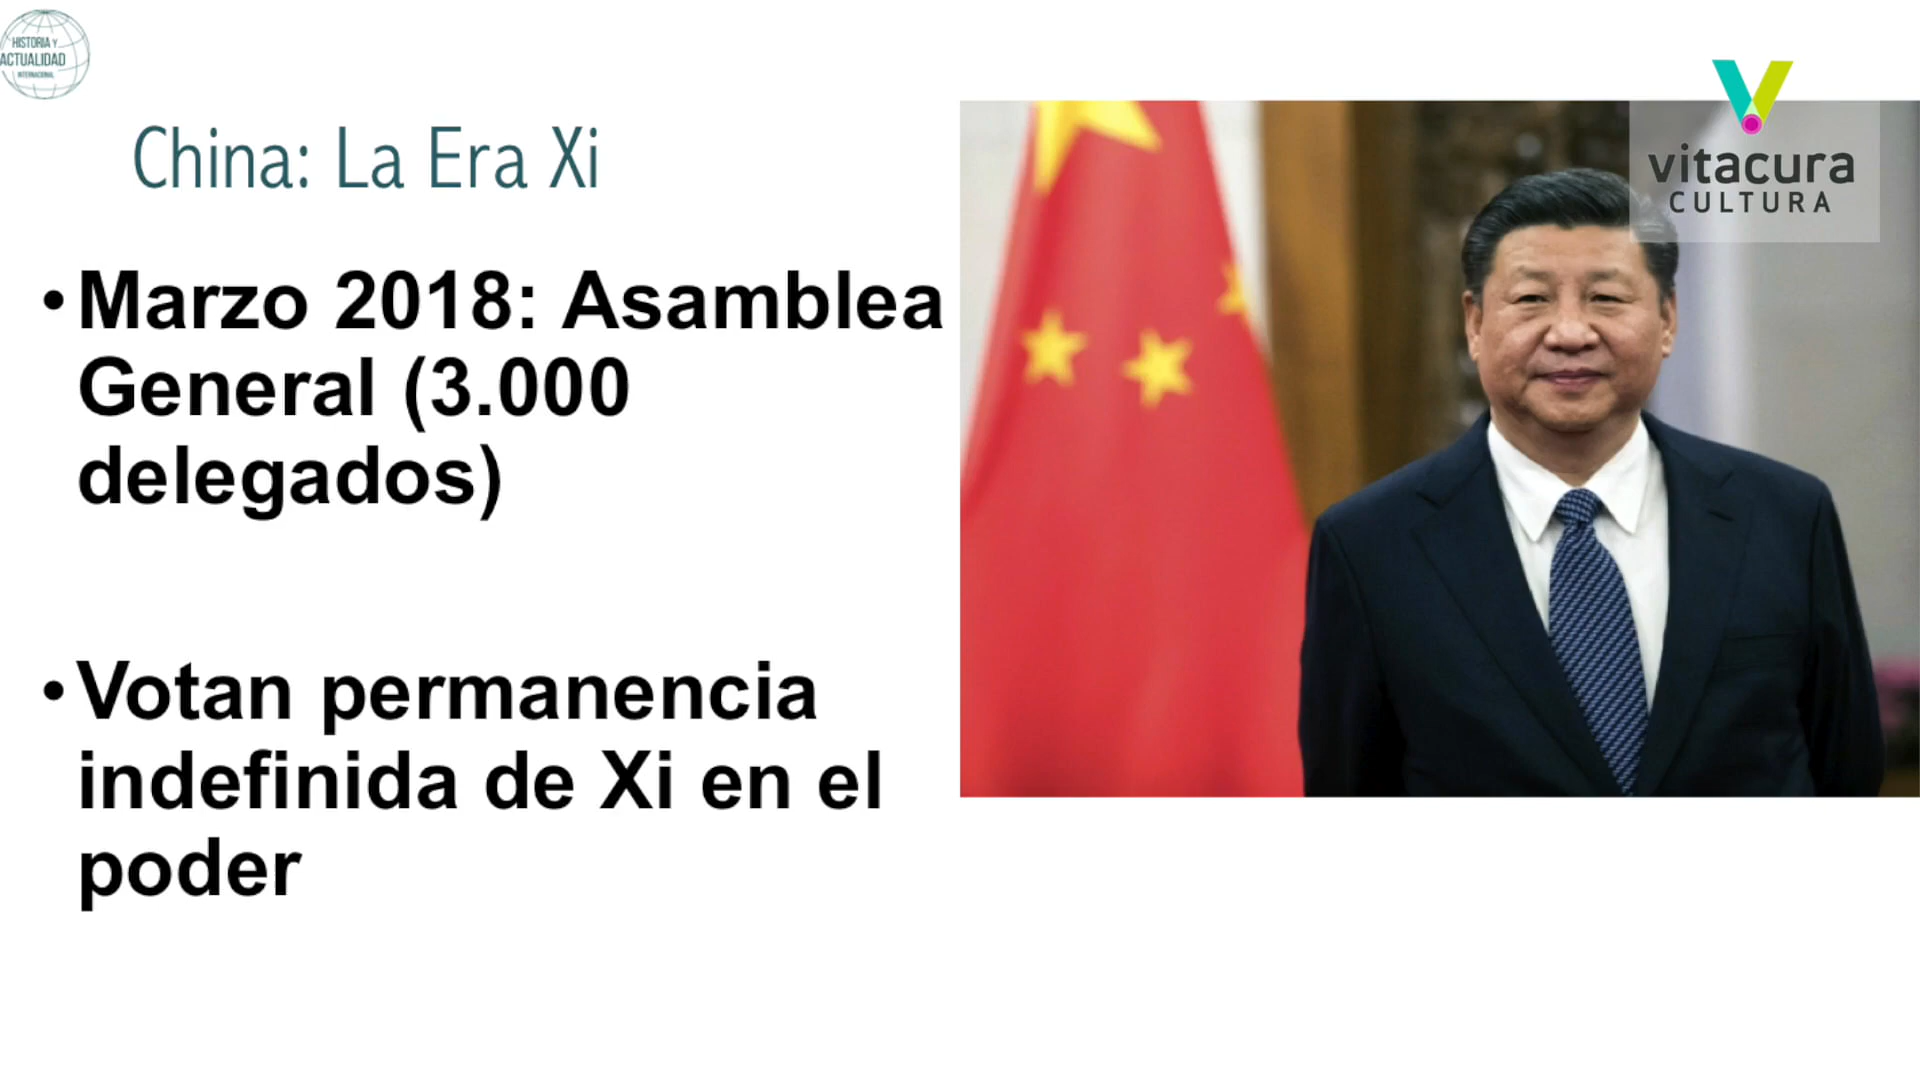 HISTORIA Y
ACTUALIDAD
INTERNACIONAL
vitacura
CULTURA
China: La Era Xi
• Marzo 2018: Asamblea
General (3.000
delegados)
• Votan permanencia
indefinida de Xi en el
poder